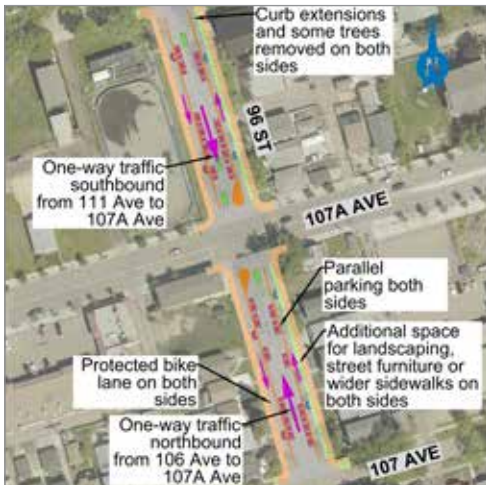 Curb extensions
and some trees
removed on both
sides
N
96 ST
One-way traffic
southbound
from 111 Ave to
107A Ave
107A AVE
Parallel
parking both
sides
Additional space
for landscaping,
street furniture or
wider sidewalks on
both sides
Protected bike
lane on both
sides
One-way traffic
northbound
from 106 Ave to
107A Ave
107 AVE